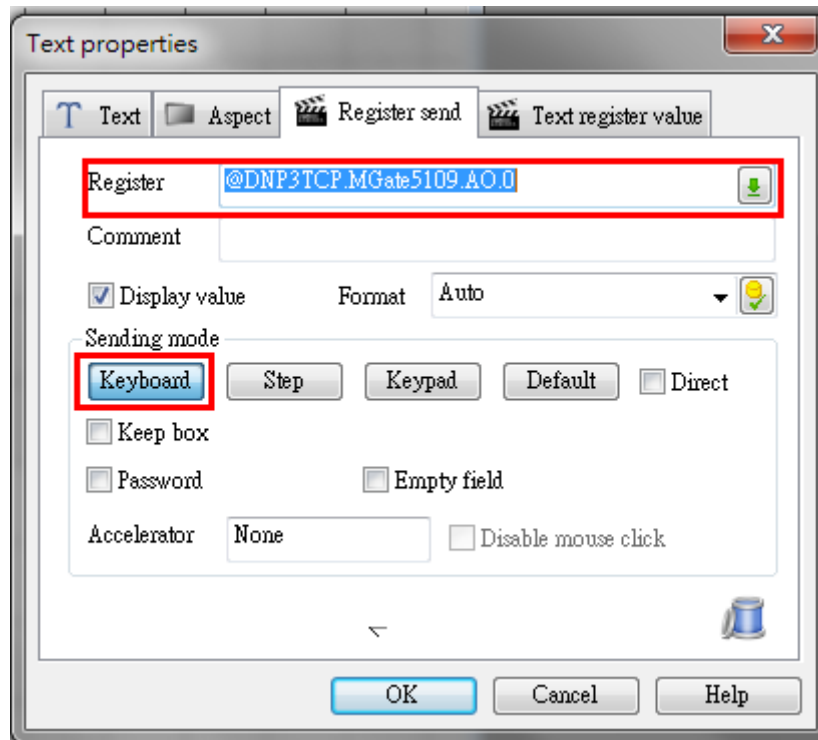 Text properties
Text Aspect Register send Text register value
Register @DNP3TCP.MGate5109.AO.0
Comment
Display value Format Auto
Sending mode
Keyboard Step Keypad Default Direct
Keep box
Password Empty field
Accelerator None Disable mouse click
OK Cancel Help